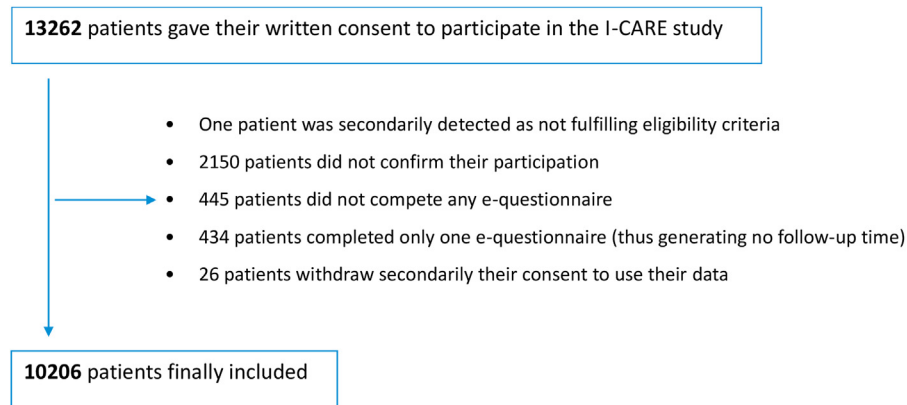 13262 patients gave their written consent to participate in the I-CARE study
• One patient was secondarily detected as not fulfilling eligibility criteria
• 2150 patients did not confirm their participation
• 445 patients did not compete any e-questionnaire
• 434 patients completed only one e-questionnaire (thus generating no follow-up time)
• 26 patients withdraw secondarily their consent to use their data
10206 patients finally included